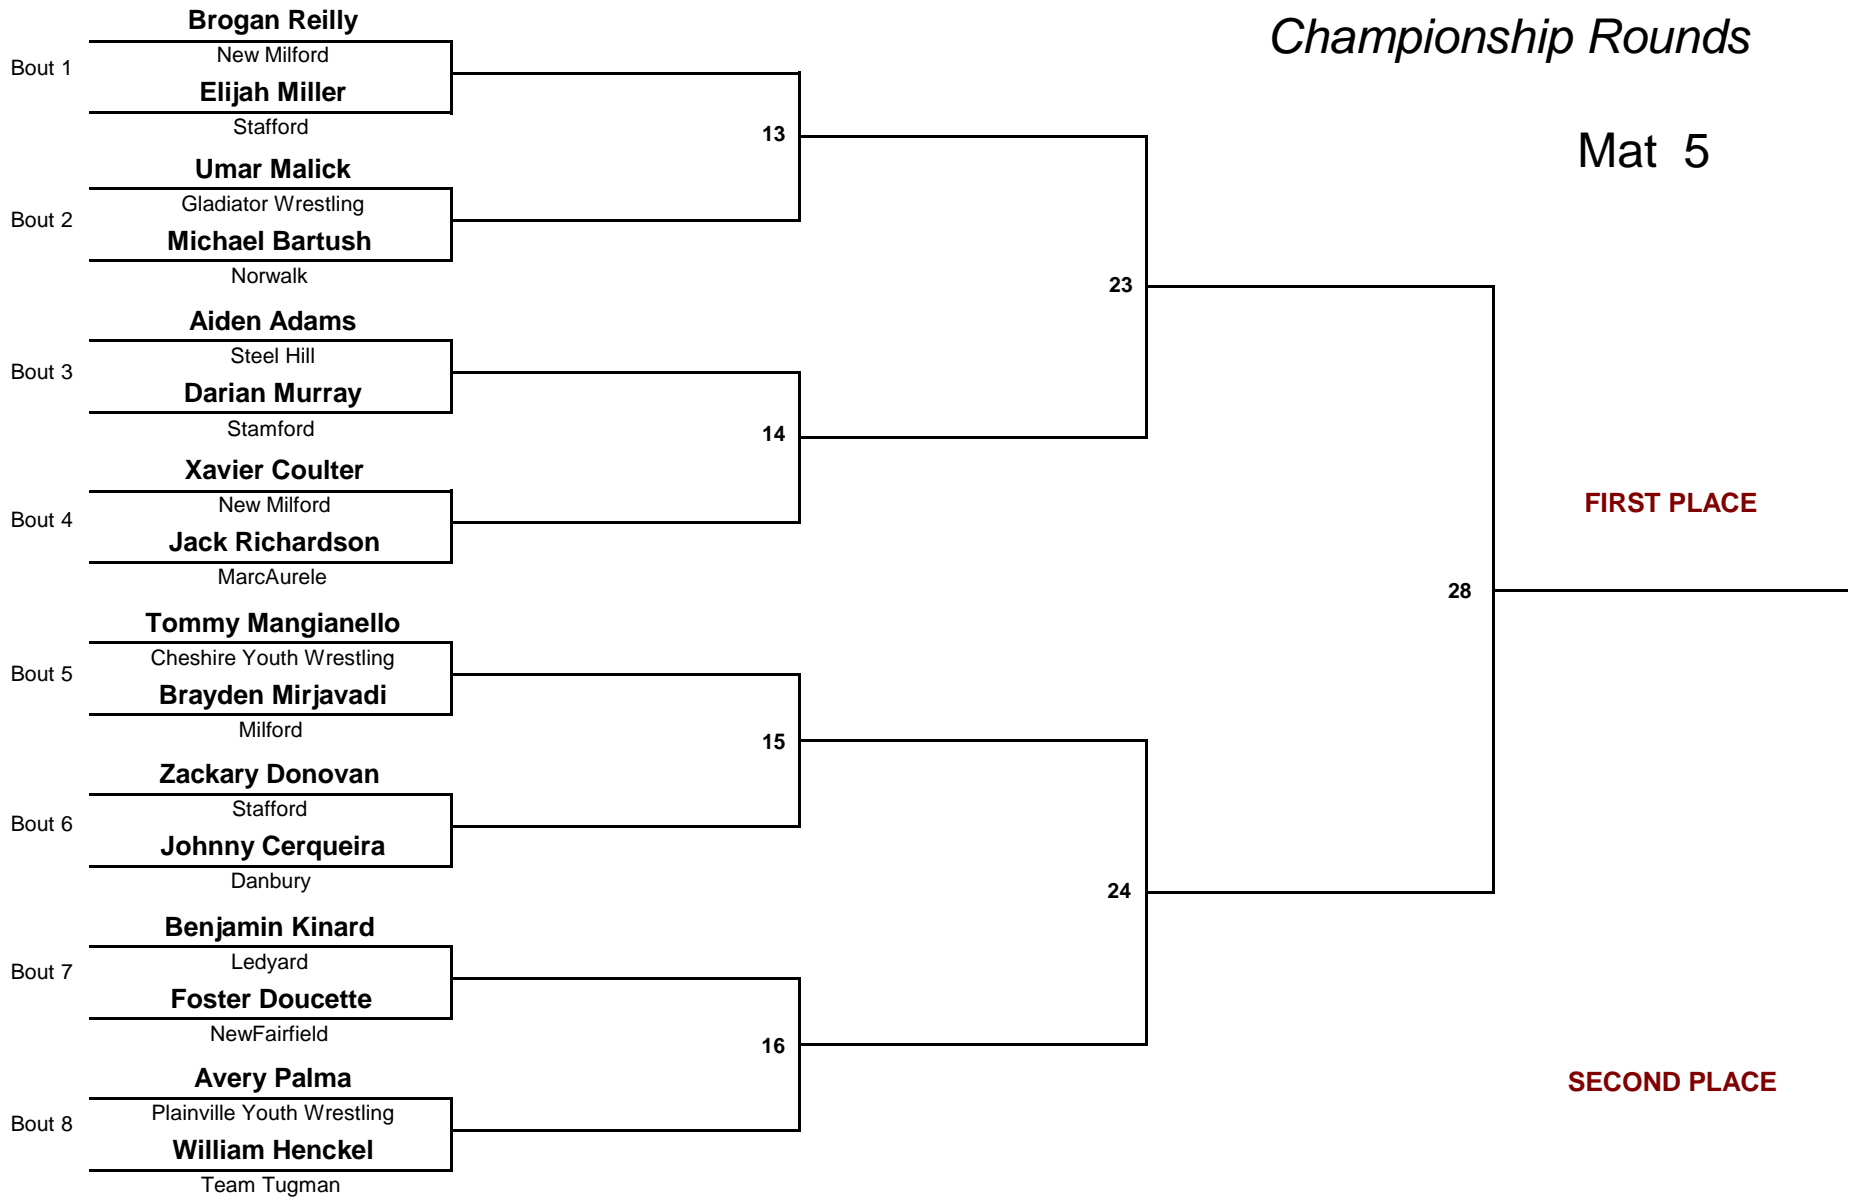 Championship Rounds
Mat 5
Brogan Reilly
New Milford
Bout 1
Elijah Miller
Stafford
13
Umar Malick
Gladiator Wrestling
Bout 2
Michael Bartush
Norwalk
23
Aiden Adams
Steel Hill
Bout 3
Darian Murray
Stamford
14
Xavier Coulter
New Milford
Bout 4
Jack Richardson
MarcAurele
FIRST PLACE
28
Tommy Mangianello
Cheshire Youth Wrestling
Bout 5
Brayden Mirjavadi
Milford
15
Zackary Donovan
Stafford
Bout 6
Johnny Cerqueira
Danbury
24
Benjamin Kinard
Ledyard
Bout 7
Foster Doucette
NewFairfield
16
Avery Palma
Plainville Youth Wrestling
Bout 8
William Henckel
Team Tugman
SECOND PLACE